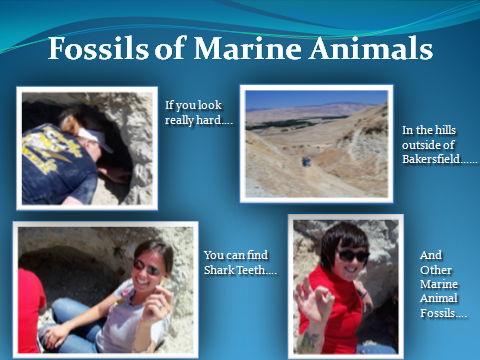 Fossils of Marine Animals
If you look
really hard....
In the hills
outside of
Bakersfield......
You can find
Shark Teeth....
And
Other
Marine
Animal
Fossils....